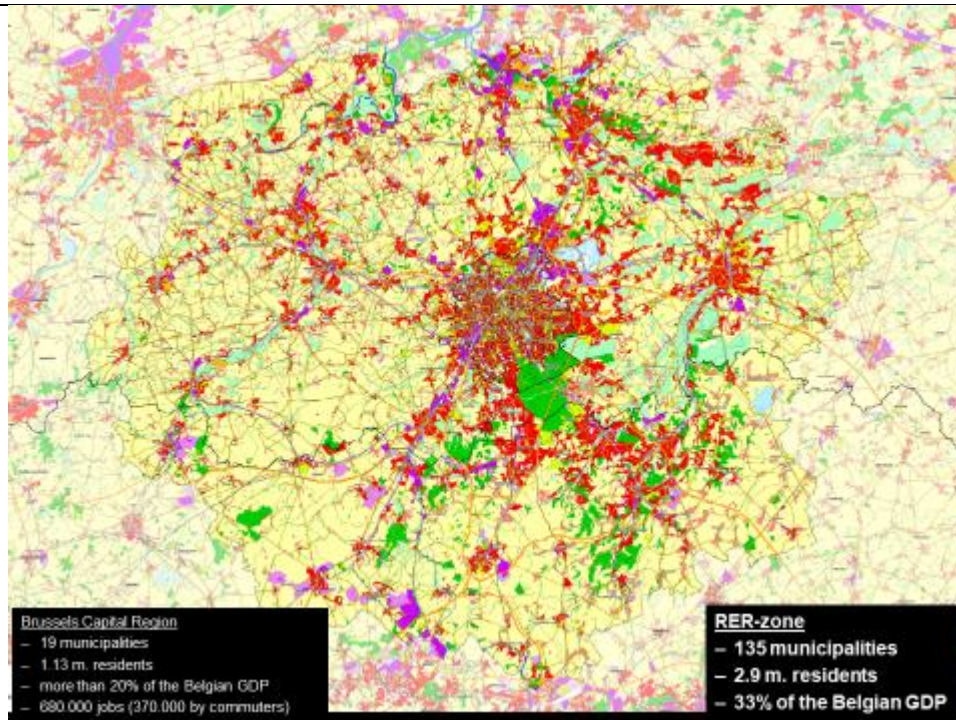 Brussels Capital Region
– 19 municipalities
– 1.13 m. residents
– more than 20% of the Belgian GDP
– 680.000 jobs (370.000 by commuters)
RER-zone
– 135 municipalities
– 2.9 m. residents
– 33% of the Belgian GDP